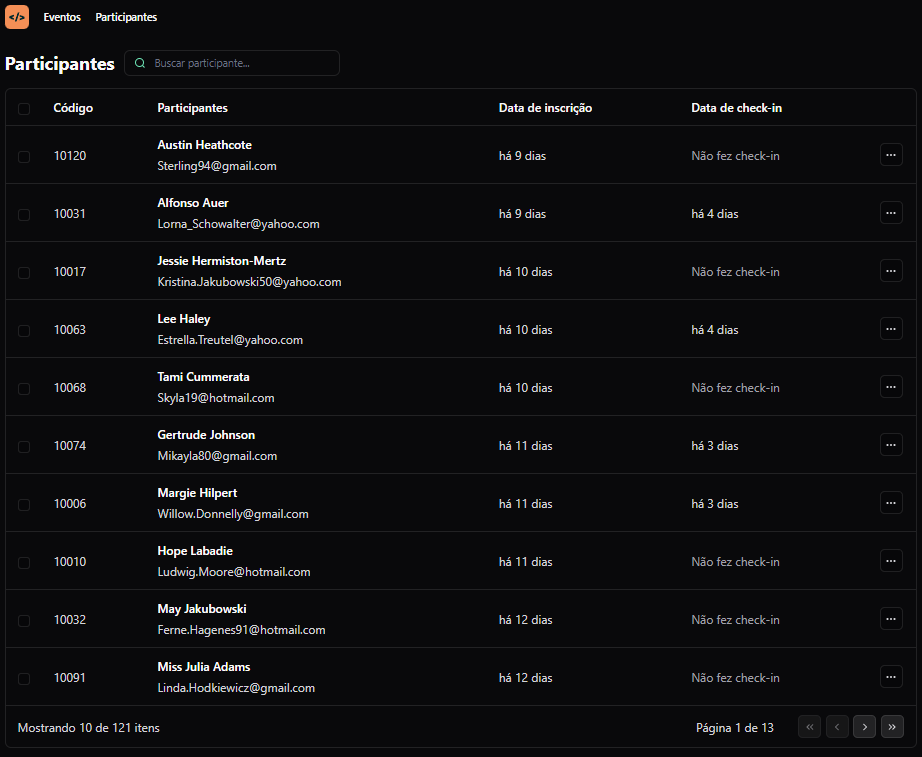 </> Eventos Participantes
Participantes Buscar participante...
Código Participantes Data de inscrição Data de check-in
Austin Heathcote
10120 há 9 dias Não fez check-in ...
Sterling94@gmail.com
Alfonso Auer
10031 há 9 dias há 4 dias ...
Lorna_Schowalter@yahoo.com
Jessie Hermiston-Mertz
10017 há 10 dias Não fez check-in ...
Kristina.Jakubowski50@yahoo.com
Lee Haley
10063 há 10 dias há 4 dias ...
Estrella.Treutel@yahoo.com
Tami Cummerata
10068 há 10 dias Não fez check-in ...
Skyla19@hotmail.com
Gertrude Johnson
10074 há 11 dias há 3 dias ...
Mikayla80@gmail.com
Margie Hilpert
10006 há 11 dias há 3 dias ...
Willow.Donnelly@gmail.com
Hope Labadie
10010 há 11 dias Não fez check-in ...
Ludwig.Moore@hotmail.com
May Jakubowski
10032 há 12 dias Não fez check-in ...
Ferne.Hagenes91@hotmail.com
Miss Julia Adams
10091 há 12 dias Não fez check-in ...
Linda.Hodkiewicz@gmail.com
Mostrando 10 de 121 itens Página 1 de 13 « ‹ › »